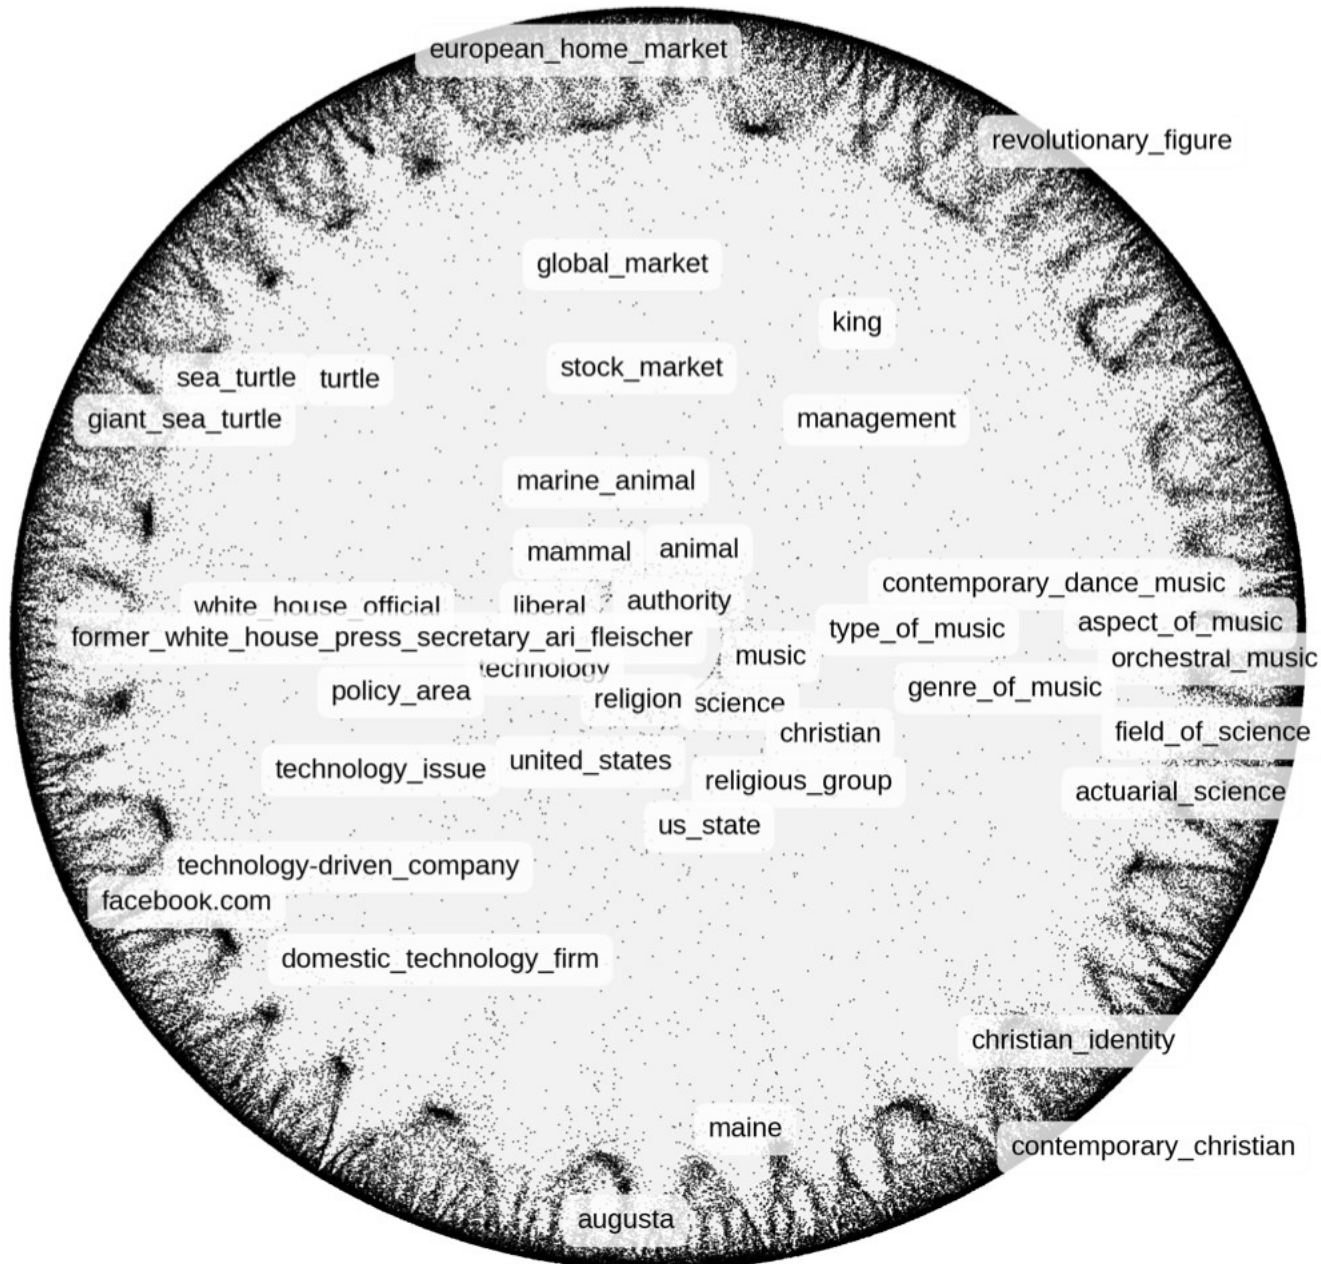 european_home_market
revolutionary_figure
global_market
king
stock_market
sea_turtle
turtle
giant_sea_turtle
management
marine_animal
mammal
animal
contemporary_dance_music
white_house_official
liberal
authority
aspect_of_music
type_of_music
former_white_house_press_secretary_ari_fleischer
music
orchestral_music
technology
policy_area
religion
science
genre_of_music
christian
field_of_science
technology_issue
united_states
religious_group
actuarial_science
us_state
technology-driven_company
facebook.com
domestic_technology_firm
christian_identity
maine
contemporary_christian
augusta